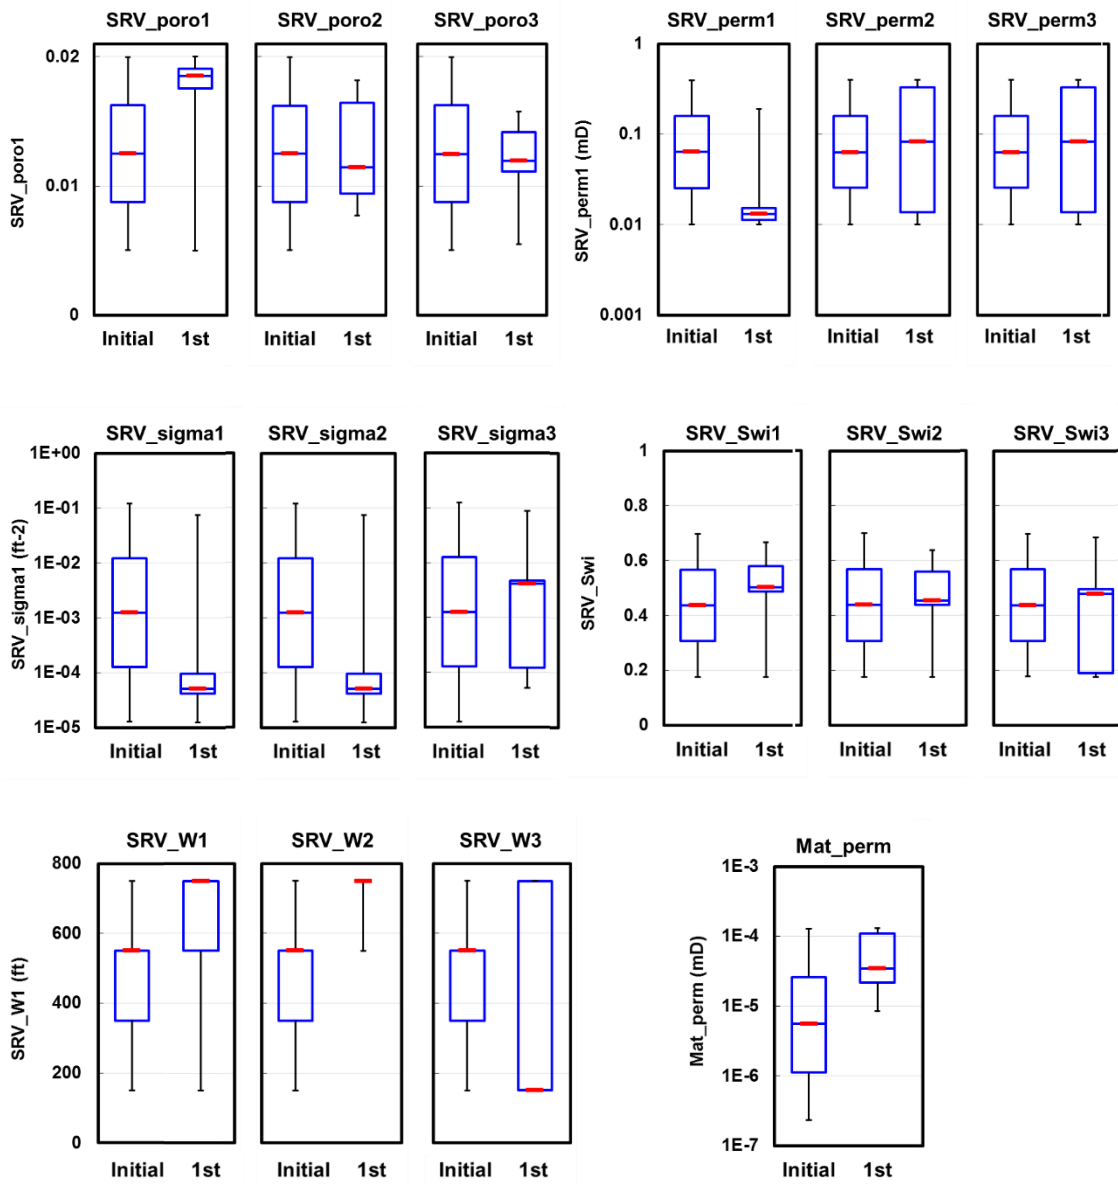 SRV_poro1 SRV_poro2 SRV_poro3 SRV_perm1 SRV_perm2 SRV_perm3
0.02
0.01
0
SRV_poro1
1
0.1
0.01
0.001
SRV_perm1 (mD)
Initial 1st Initial 1st Initial 1st Initial 1st Initial 1st Initial 1st
SRV_sigma1 SRV_sigma2 SRV_sigma3 SRV_Swi1 SRV_Swi2 SRV_Swi3
1E+00
1E-01
1E-02
1E-03
1E-04
1E-05
SRV_sigma1 (ft-2)
1
0.8
0.6
0.4
0.2
0
SRV_Swi
Initial 1st Initial 1st Initial 1st Initial 1st Initial 1st Initial 1st
SRV_W1 SRV_W2 SRV_W3 Mat_perm
800
600
400
200
0
SRV_W1 (ft)
1E-3
1E-4
1E-5
1E-6
1E-7
Mat_perm (mD)
Initial 1st Initial 1st Initial 1st Initial 1st